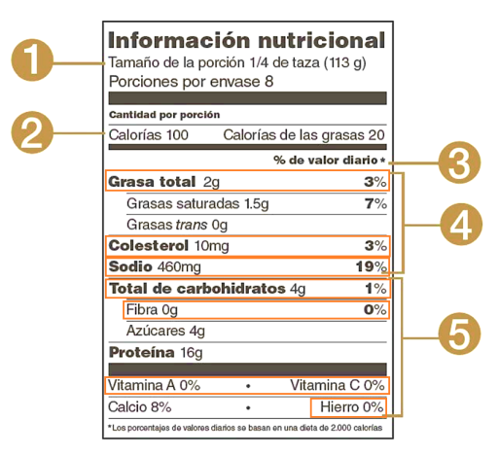 Información nutricional
1
Tamaño de la porción 1/4 de taza (113 g)
Porciones por envase 8
Cantidad por porción
2
Calorías 100 Calorías de las grasas 20
% de valor diario*
3
Grasa total 2g 3%
Grasas saturadas 1.5g 7%
Grasas trans 0g
4
Colesterol 10mg 3%
Sodio 460mg 19%
Total de carbohidratos 4g 1%
Fibra 0g 0%
Azúcares 4g
5
Proteína 16g
Vitamina A 0% • Vitamina C 0%
Calcio 8% • Hierro 0%
*Los porcentajes de valores diarios se basan en una dieta de 2.000 calorías